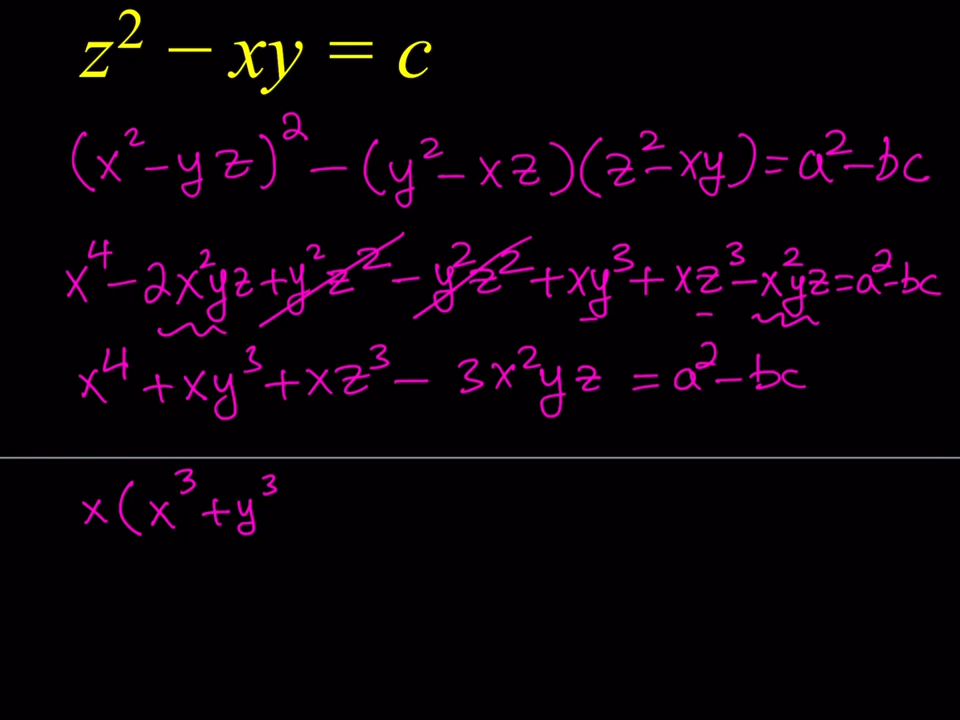 z² − xy = c
(x² − yz)² − (y² − xz)(z² − xy) = a² − bc
x⁴ − 2x²yz + y²z² − y²z² + xy³ + xz³ − x²yz = a² − bc
x⁴ + xy³ + xz³ − 3x²yz = a² − bc
x(x³ + y³